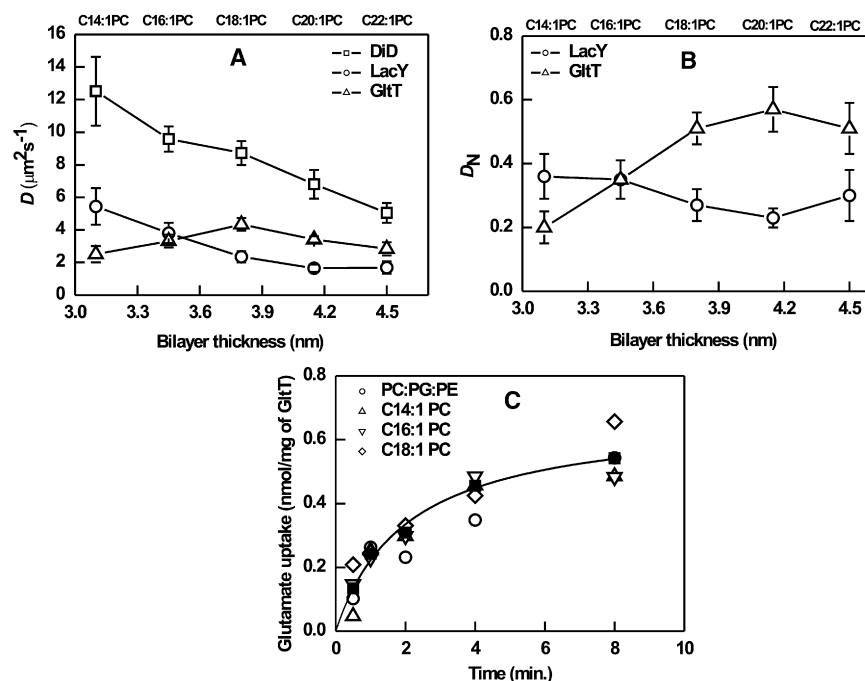 C14:1PC C16:1PC C18:1PC C20:1PC C22:1PC
16
14
12
10
8
6
4
2
0
D (μm²s⁻¹)
A
DiD
LacY
GltT
3.0 3.3 3.6 3.9 4.2 4.5
Bilayer thickness (nm)
C14:1PC C16:1PC C18:1PC C20:1PC C22:1PC
0.8
0.6
0.4
0.2
0.0
DN
LacY
GltT
B
3.0 3.3 3.6 3.9 4.2 4.5
Bilayer thickness (nm)
0.8
0.6
0.4
0.2
0.0
Glutamate uptake (nmol/mg of GltT)
PC:PG:PE
C14:1 PC
C16:1 PC
C18:1 PC
C
0 2 4 6 8 10
Time (min.)